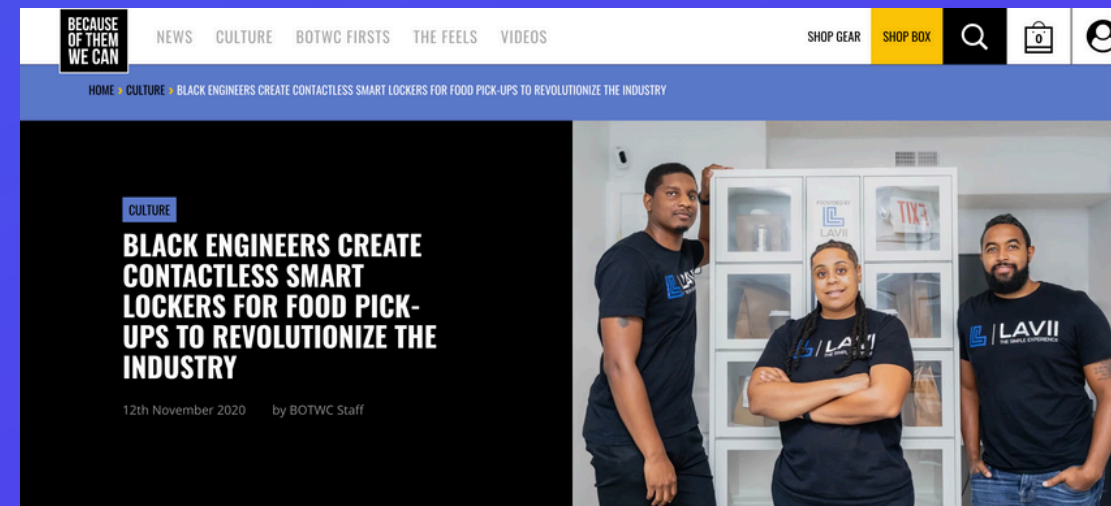 BECAUSE
OF THEM
WE CAN
NEWS CULTURE BOTWC FIRSTS THE FEELS VIDEOS
SHOP GEAR SHOP BOX 0
HOME › CULTURE › BLACK ENGINEERS CREATE CONTACTLESS SMART LOCKERS FOR FOOD PICK-UPS TO REVOLUTIONIZE THE INDUSTRY
CULTURE
BLACK ENGINEERS CREATE
CONTACTLESS SMART
LOCKERS FOR FOOD PICK-
UPS TO REVOLUTIONIZE THE
INDUSTRY
12th November 2020 by BOTWC Staff
LAVII
EXIT
LAVII
THE SIMPLE EXPERIENCE